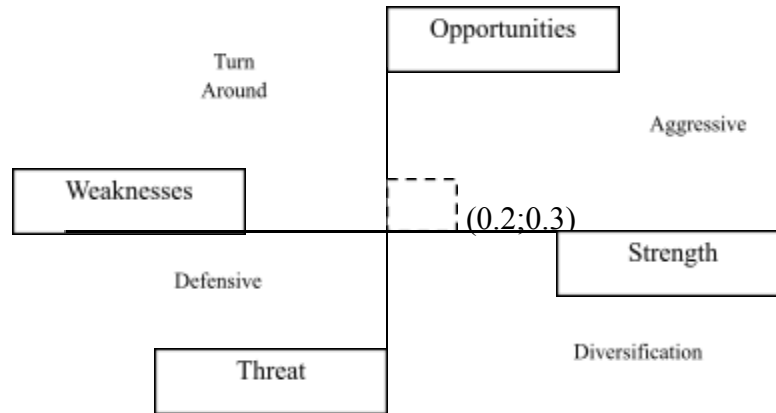 Opportunities
Turn
Around
Aggressive
Weaknesses
(0.2;0.3)
Strength
Defensive
Diversification
Threat